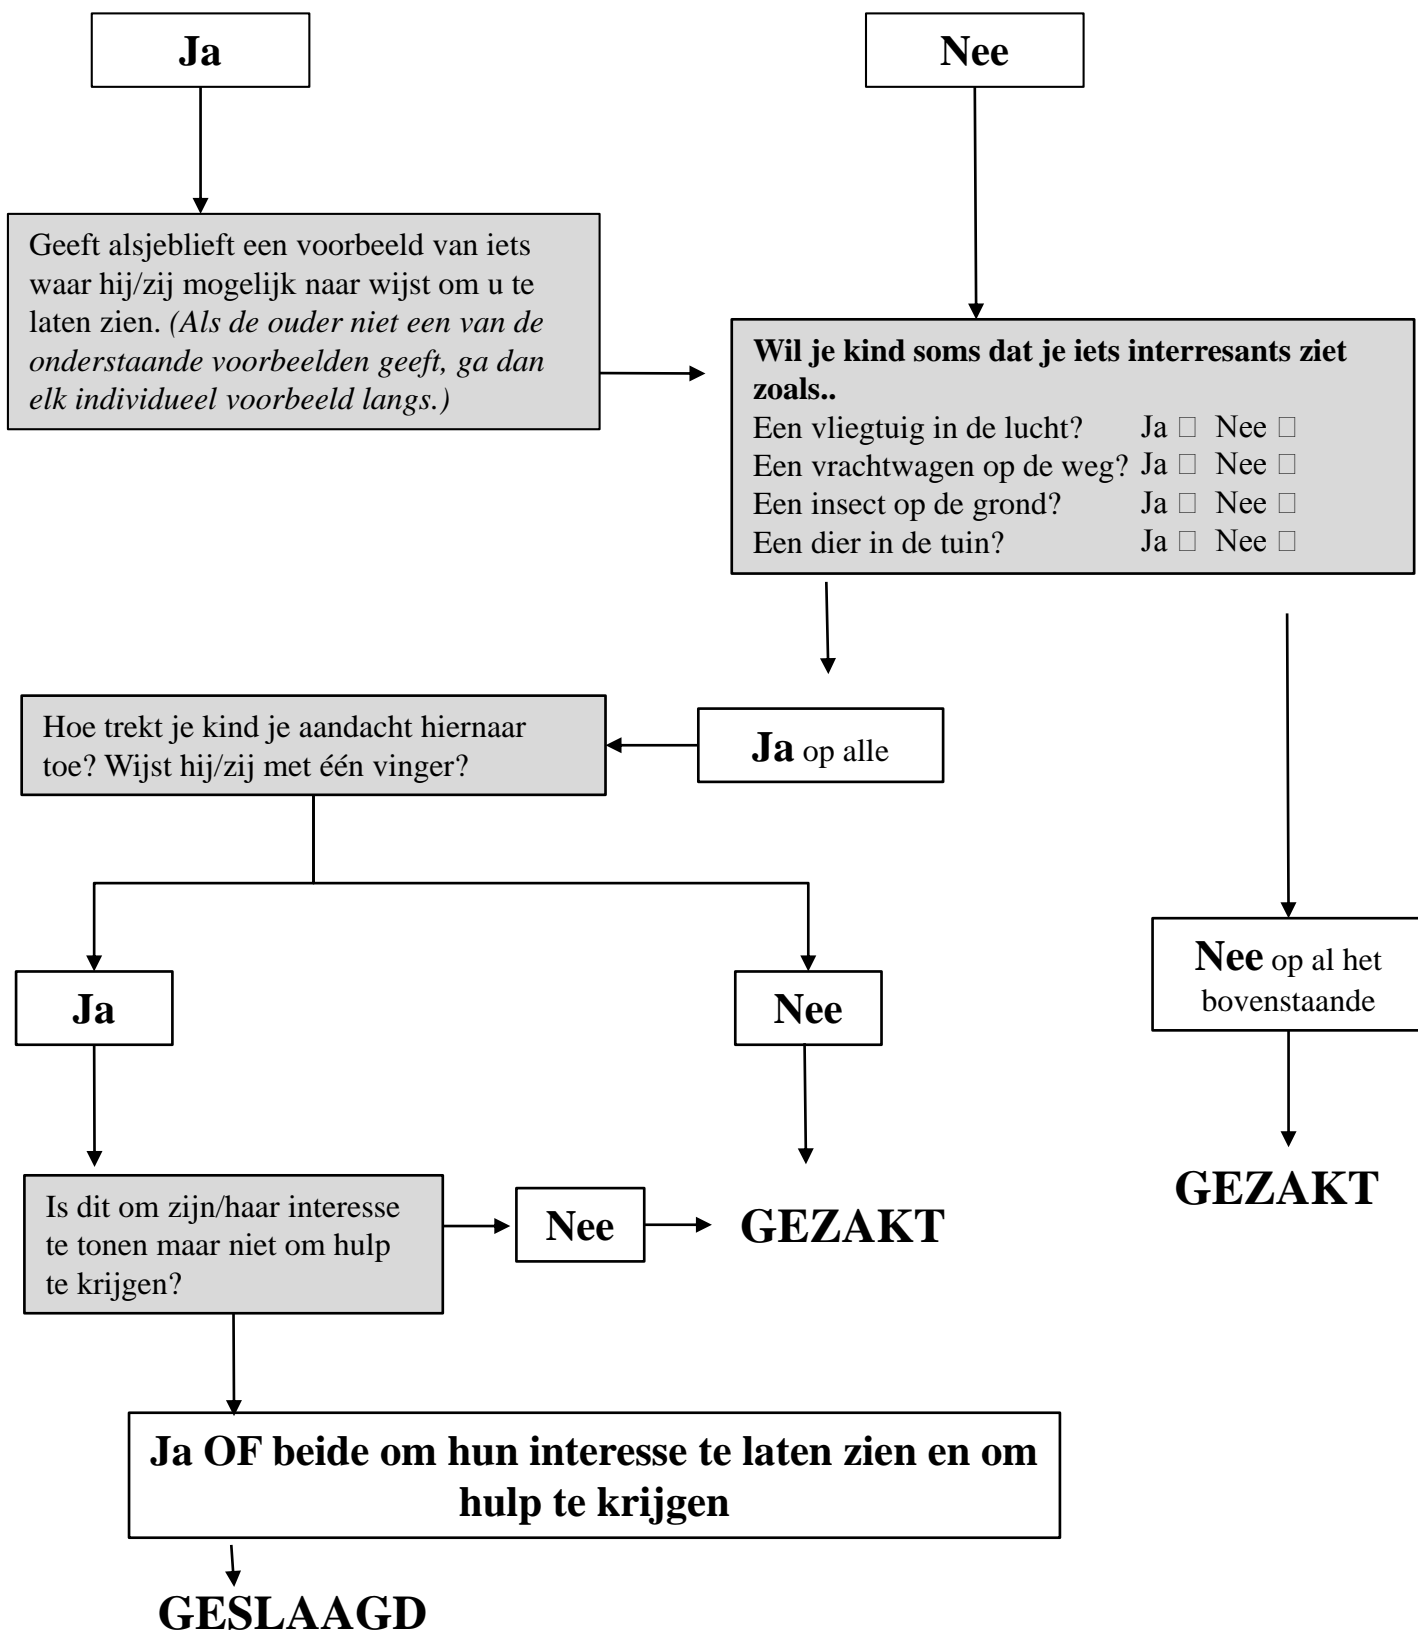 Ja
Nee
Geeft alsjeblieft een voorbeeld van iets
waar hij/zij mogelijk naar wijst om u te
laten zien. (Als de ouder niet een van de
onderstaande voorbeelden geeft, ga dan
elk individueel voorbeeld langs.)
Wil je kind soms dat je iets interresants ziet
zoals..
Een vliegtuig in de lucht? Ja □ Nee □
Een vrachtwagen op de weg? Ja □ Nee □
Een insect op de grond? Ja □ Nee □
Een dier in de tuin? Ja □ Nee □
Hoe trekt je kind je aandacht hiernaar
toe? Wijst hij/zij met één vinger?
Ja op alle
Ja
Nee
Nee op al het
bovenstaande
Is dit om zijn/haar interesse
te tonen maar niet om hulp
te krijgen?
Nee
GEZAKT
GEZAKT
Ja OF beide om hun interesse te laten zien en om
hulp te krijgen
GESLAAGD